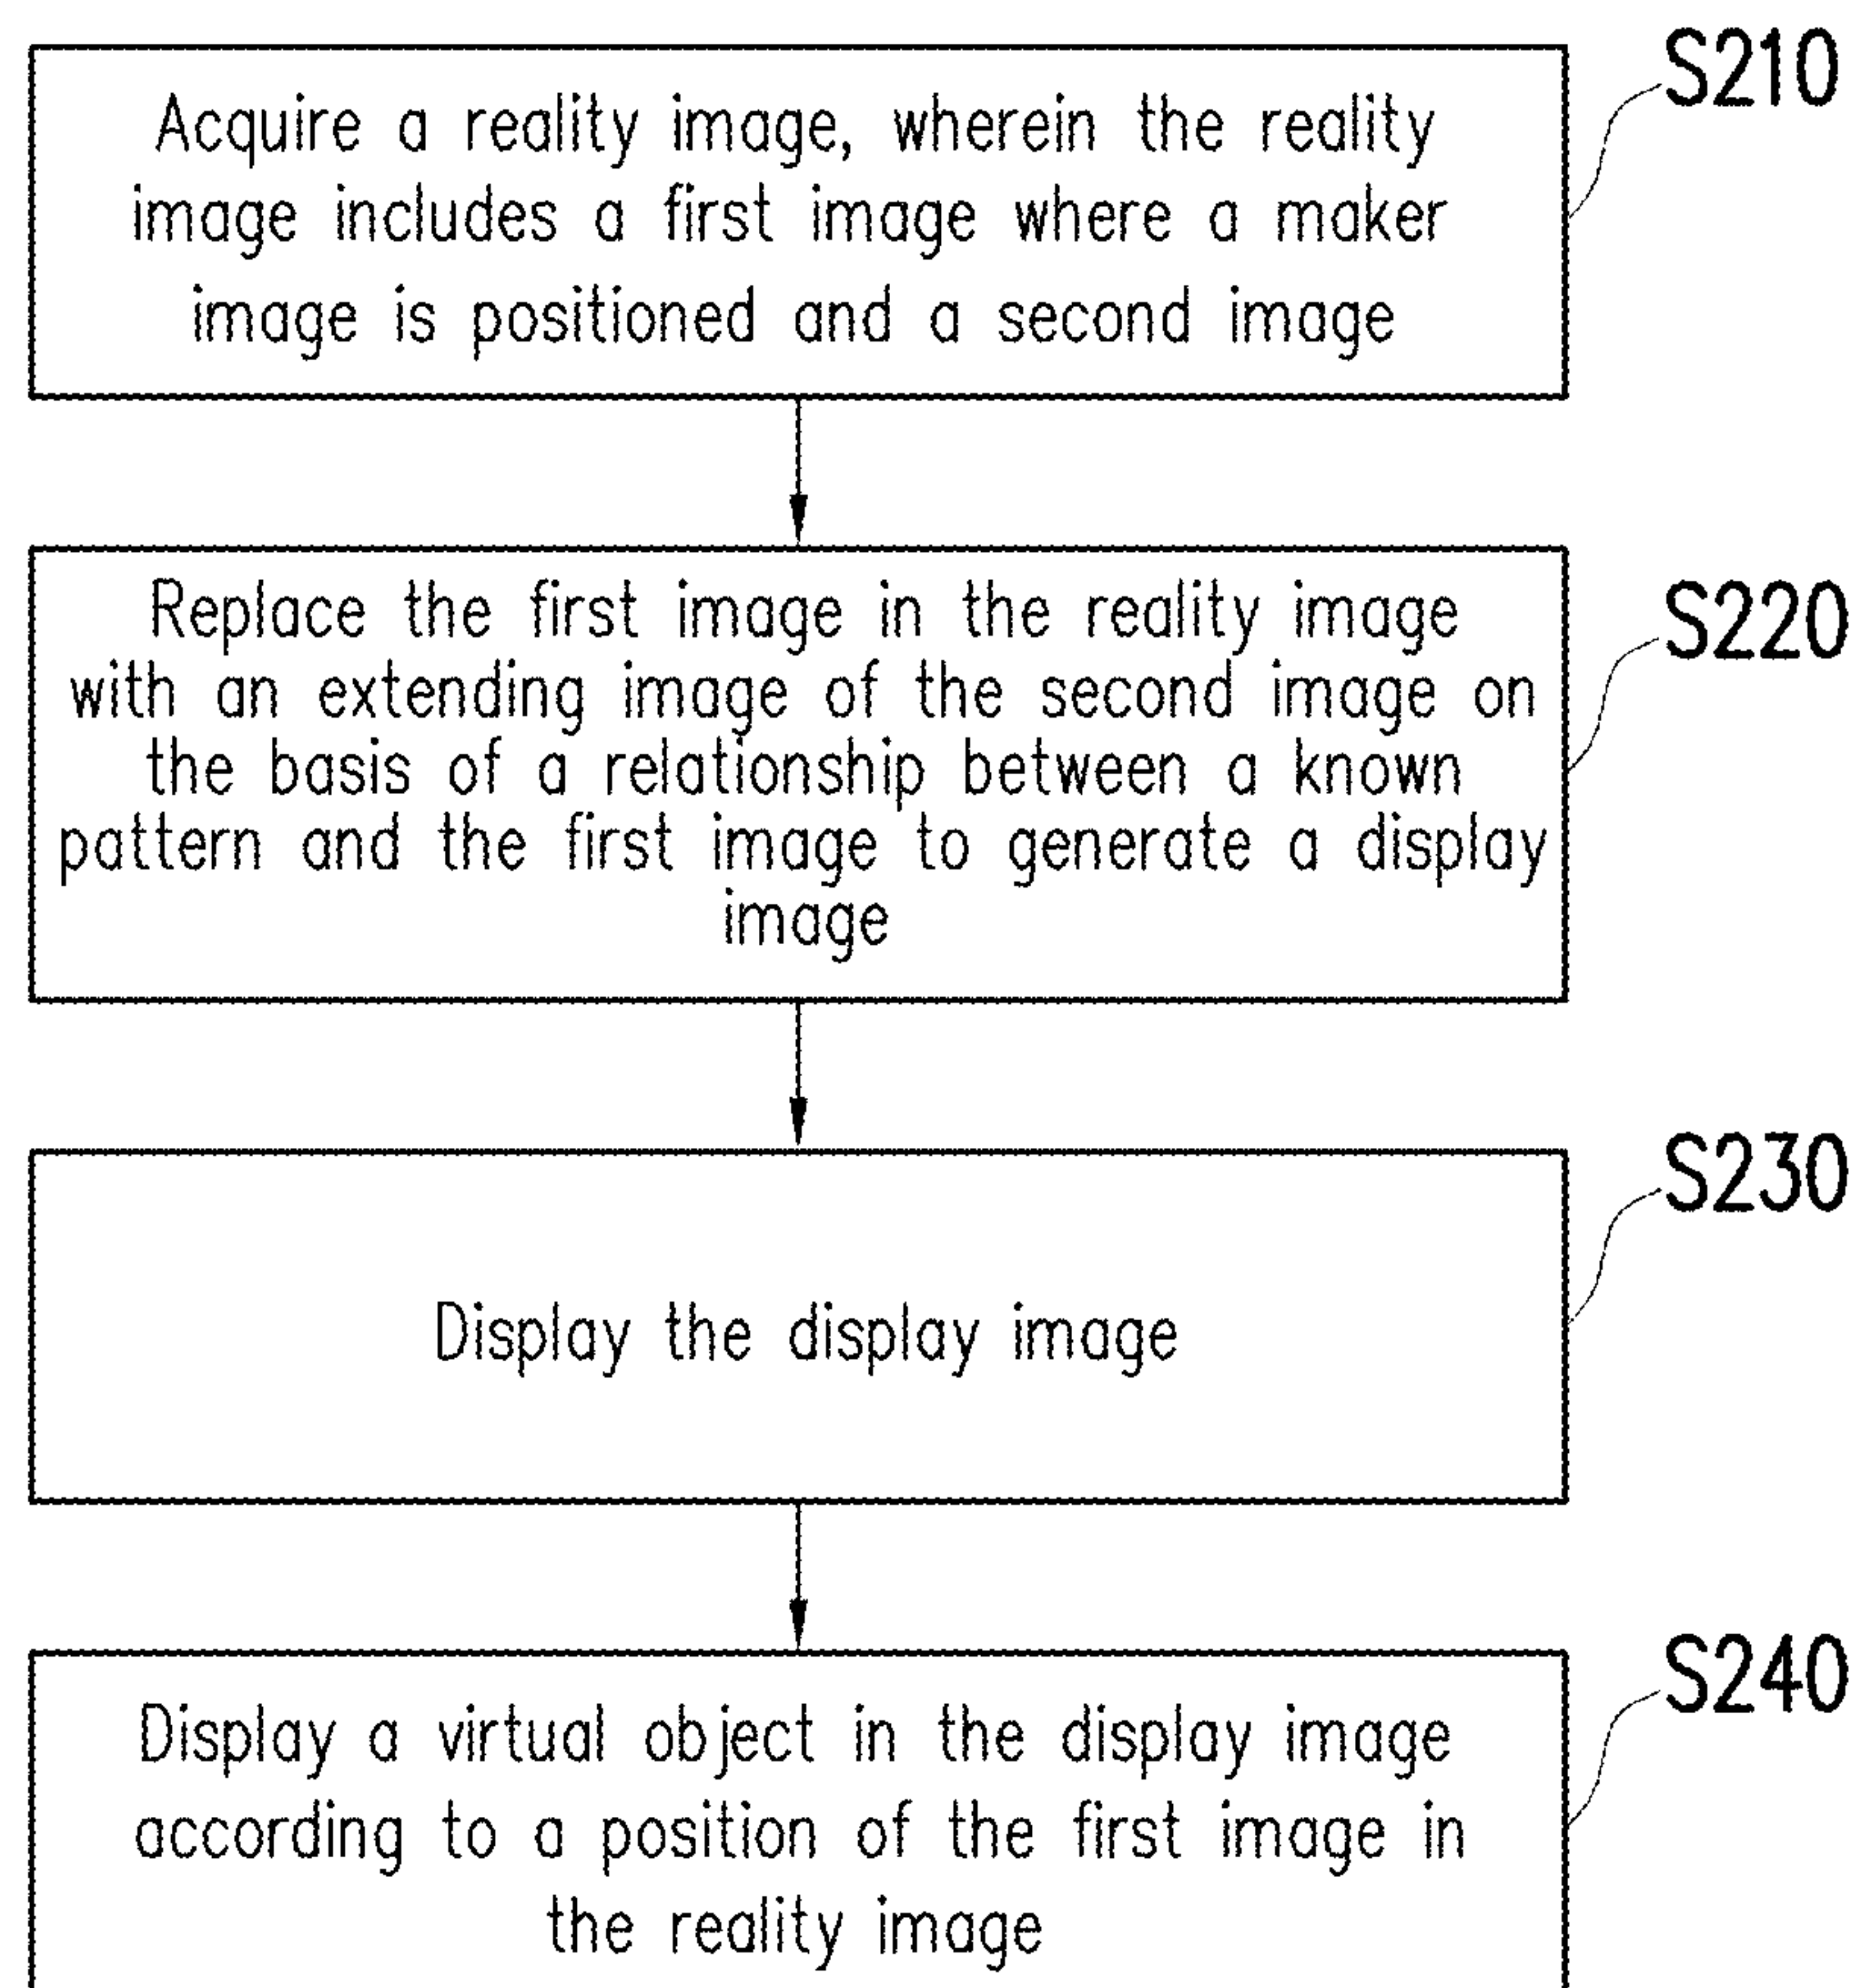 S210
Acquire a reality image, wherein the reality
image includes a first image where a maker
image is positioned and a second image
S220
Replace the first image in the reality image
with an extending image of the second image on
the basis of a relationship between a known
pattern and the first image to generate a display
image
S230
Display the display image
S240
Display a virtual object in the display image
according to a position of the first image in
the reality image